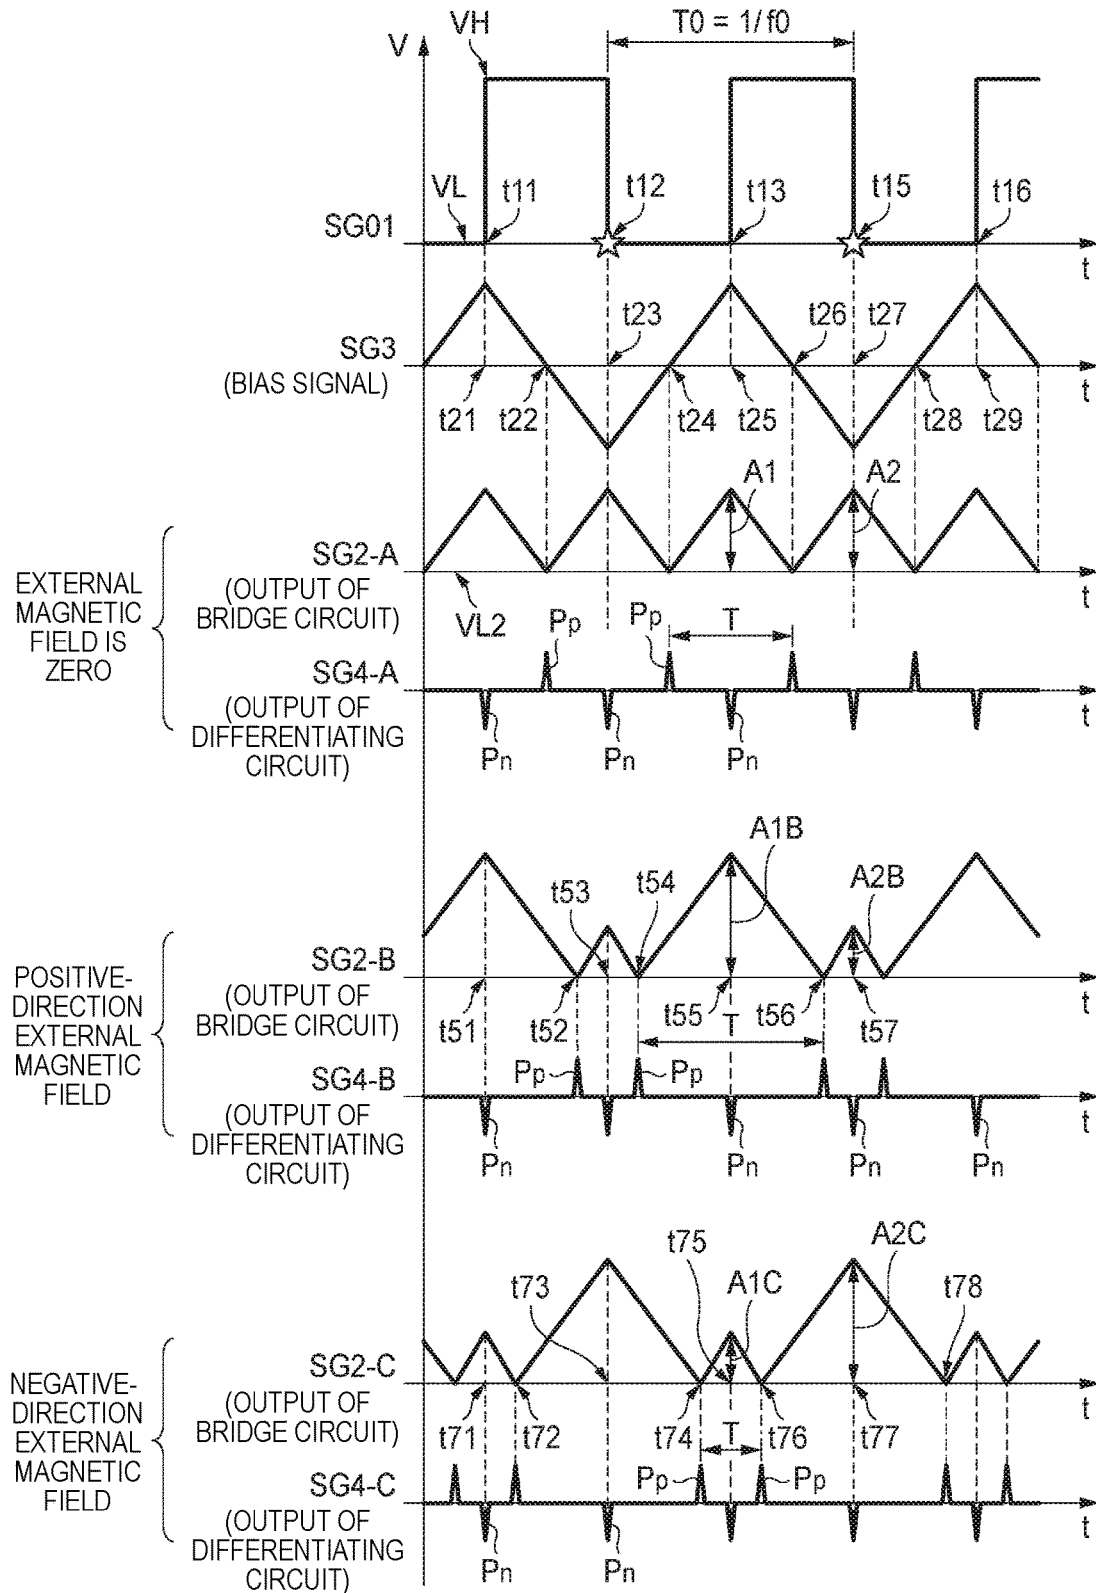 T0 = 1/f0
VH
V
VL
t11
t12
t13
t15
t16
SG01
t
t23
t26
t27
SG3
(BIAS SIGNAL)
t
t21
t22
t24
t25
t28
t29
A1
A2
SG2-A
(OUTPUT OF
BRIDGE CIRCUIT)
VL2
t
EXTERNAL
MAGNETIC
FIELD IS
ZERO
Pp
Pp
T
SG4-A
(OUTPUT OF
DIFFERENTIATING
CIRCUIT)
t
Pn
Pn
Pn
A1B
t53
t54
A2B
SG2-B
(OUTPUT OF
BRIDGE CIRCUIT)
t
t51
t52
t55
t56
t57
T
POSITIVE-
DIRECTION
EXTERNAL
MAGNETIC
FIELD
Pp
Pp
SG4-B
(OUTPUT OF
DIFFERENTIATING
CIRCUIT)
t
Pn
Pn
Pn
Pn
t75
A2C
t73
A1C
t78
SG2-C
(OUTPUT OF
BRIDGE CIRCUIT)
t
t71
t72
t74
T
t76
t77
NEGATIVE-
DIRECTION
EXTERNAL
MAGNETIC
FIELD
Pp
Pp
SG4-C
(OUTPUT OF
DIFFERENTIATING
CIRCUIT)
t
Pn
Pn